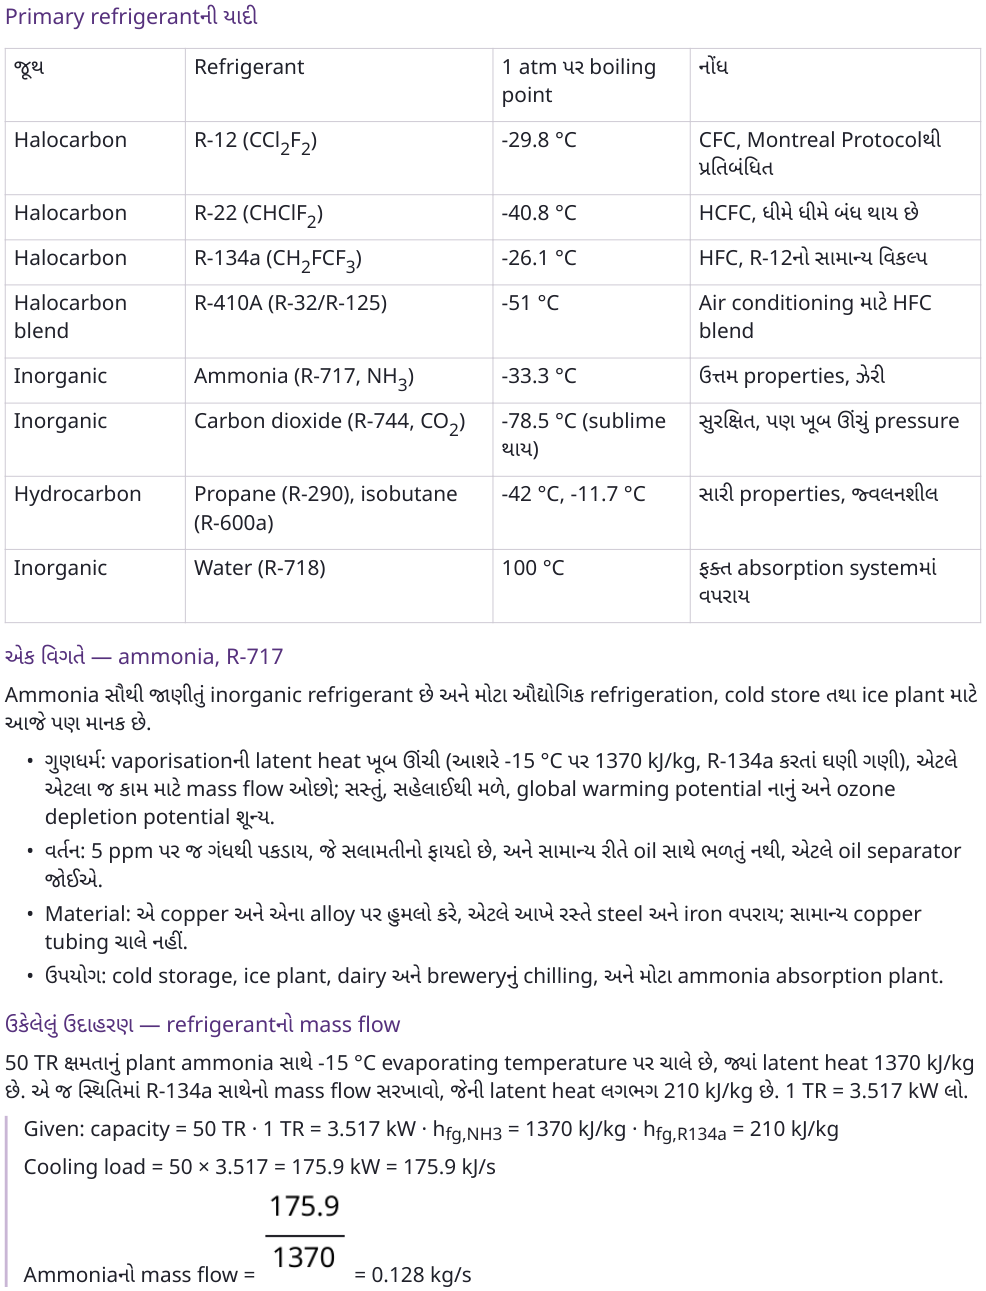 Primary refrigerantની યાદી
જૂથ | Refrigerant | 1 atm પર boiling point | નોંધ
Halocarbon | R-12 (CCl2F2) | -29.8 °C | CFC, Montreal Protocolથી પ્રતિબંધિત
Halocarbon | R-22 (CHClF2) | -40.8 °C | HCFC, ધીમે ધીમે બંધ થાય છે
Halocarbon | R-134a (CH2FCF3) | -26.1 °C | HFC, R-12નો સામાન્ય વિકલ્પ
Halocarbon blend | R-410A (R-32/R-125) | -51 °C | Air conditioning માટે HFC blend
Inorganic | Ammonia (R-717, NH3) | -33.3 °C | ઉત્તમ properties, ઝેરી
Inorganic | Carbon dioxide (R-744, CO2) | -78.5 °C (sublime થાય) | સુરક્ષિત, પણ ખૂબ ઊંચું pressure
Hydrocarbon | Propane (R-290), isobutane (R-600a) | -42 °C, -11.7 °C | સારી properties, જ્વલનશીલ
Inorganic | Water (R-718) | 100 °C | ફક્ત absorption systemમાં વપરાય
એક વિગતે — ammonia, R-717
Ammonia સૌથી જાણીતું inorganic refrigerant છે અને મોટા ઔદ્યોગિક refrigeration, cold store તથા ice plant માટે
આજે પણ માનક છે.
• ગુણધર્મ: vaporisationની latent heat ખૂબ ઊંચી (આશરે -15 °C પર 1370 kJ/kg, R-134a કરતાં ઘણી ગણી), એટલે
એટલા જ કામ માટે mass flow ઓછો; સસ્તું, સહેલાઈથી મળે, global warming potential નાનું અને ozone
depletion potential શૂન્ય.
• વર્તન: 5 ppm પર જ ગંધથી પકડાય, જે સલામતીનો ફાયદો છે, અને સામાન્ય રીતે oil સાથે ભળતું નથી, એટલે oil separator
જોઈએ.
• Material: એ copper અને એના alloy પર હુમલો કરે, એટલે આખે રસ્તે steel અને iron વપરાય; સામાન્ય copper
tubing ચાલે નહીં.
• ઉપયોગ: cold storage, ice plant, dairy અને breweryનું chilling, અને મોટા ammonia absorption plant.
ઉકેલેલું ઉદાહરણ — refrigerantનો mass flow
50 TR ક્ષમતાનું plant ammonia સાથે -15 °C evaporating temperature પર ચાલે છે, જ્યાં latent heat 1370 kJ/kg
છે. એ જ સ્થિતિમાં R-134a સાથેનો mass flow સરખાવો, જેની latent heat લગભગ 210 kJ/kg છે. 1 TR = 3.517 kW લો.
Given: capacity = 50 TR · 1 TR = 3.517 kW · hfg,NH3 = 1370 kJ/kg · hfg,R134a = 210 kJ/kg
Cooling load = 50 × 3.517 = 175.9 kW = 175.9 kJ/s
Ammoniaનો mass flow = 175.9/1370 = 0.128 kg/s